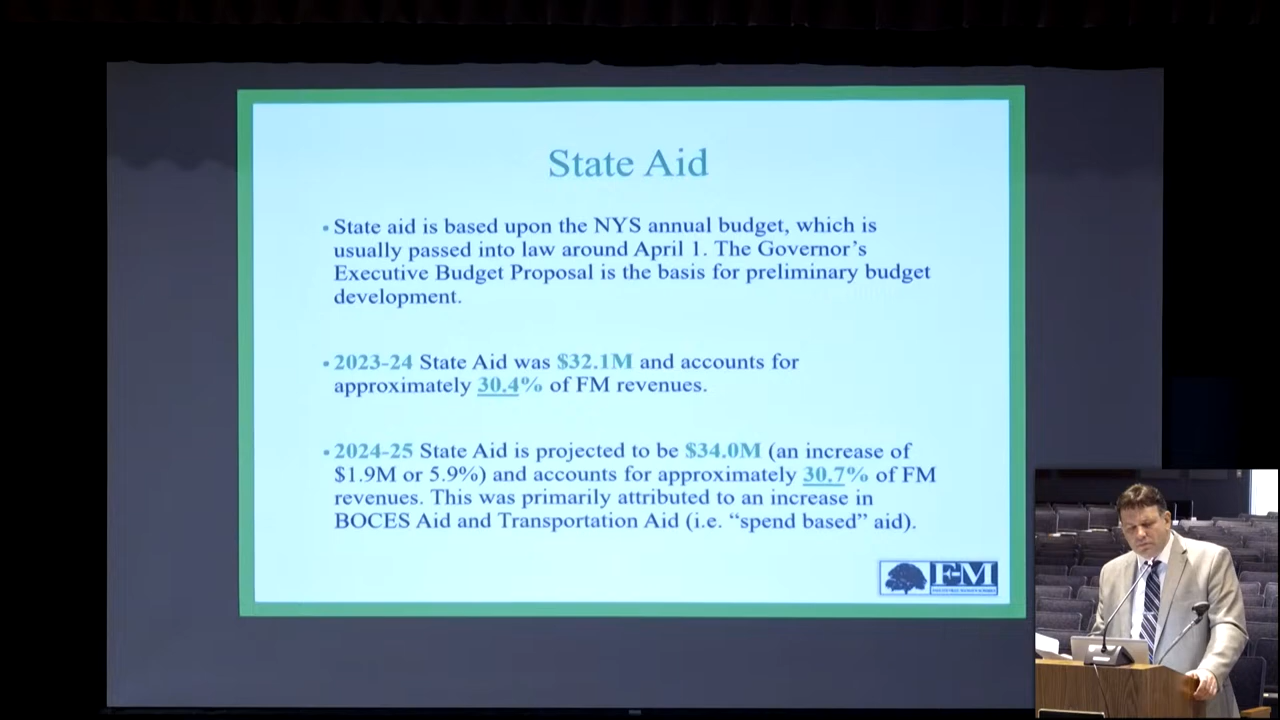 State Aid
▪ State aid is based upon the NYS annual budget, which is
usually passed into law around April 1. The Governor's
Executive Budget Proposal is the basis for preliminary budget
development.
▪ 2023-24 State Aid was $32.1M and accounts for
approximately 30.4% of FM revenues.
▪ 2024-25 State Aid is projected to be $34.0M (an increase of
$1.9M or 5.9%) and accounts for approximately 30.7% of FM
revenues. This was primarily attributed to an increase in
BOCES Aid and Transportation Aid (i.e. “spend based” aid).
F-M